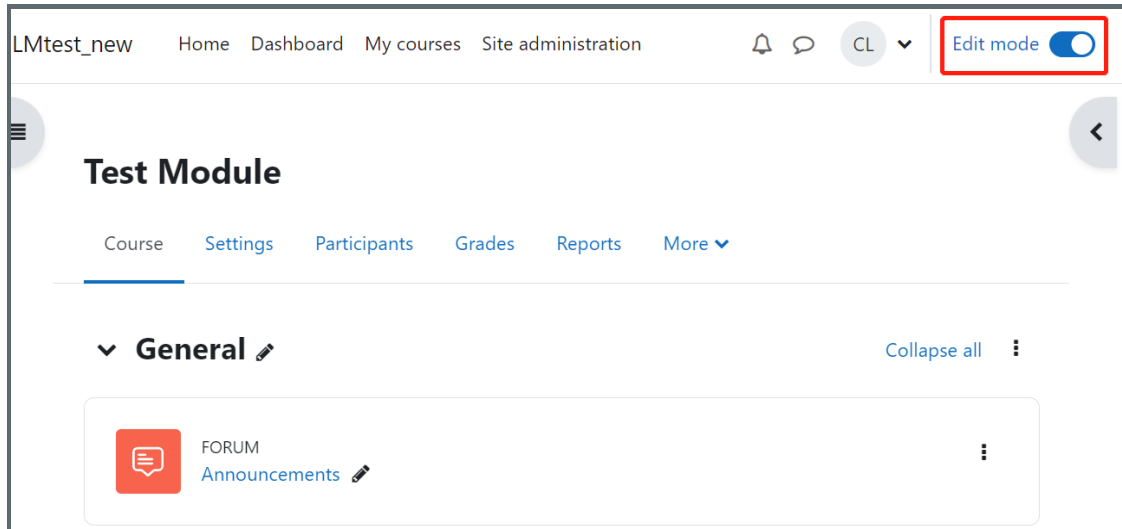 LMtest_new Home Dashboard My courses Site administration CL Edit mode
Test Module
Course Settings Participants Grades Reports More
General Collapse all
FORUM
Announcements